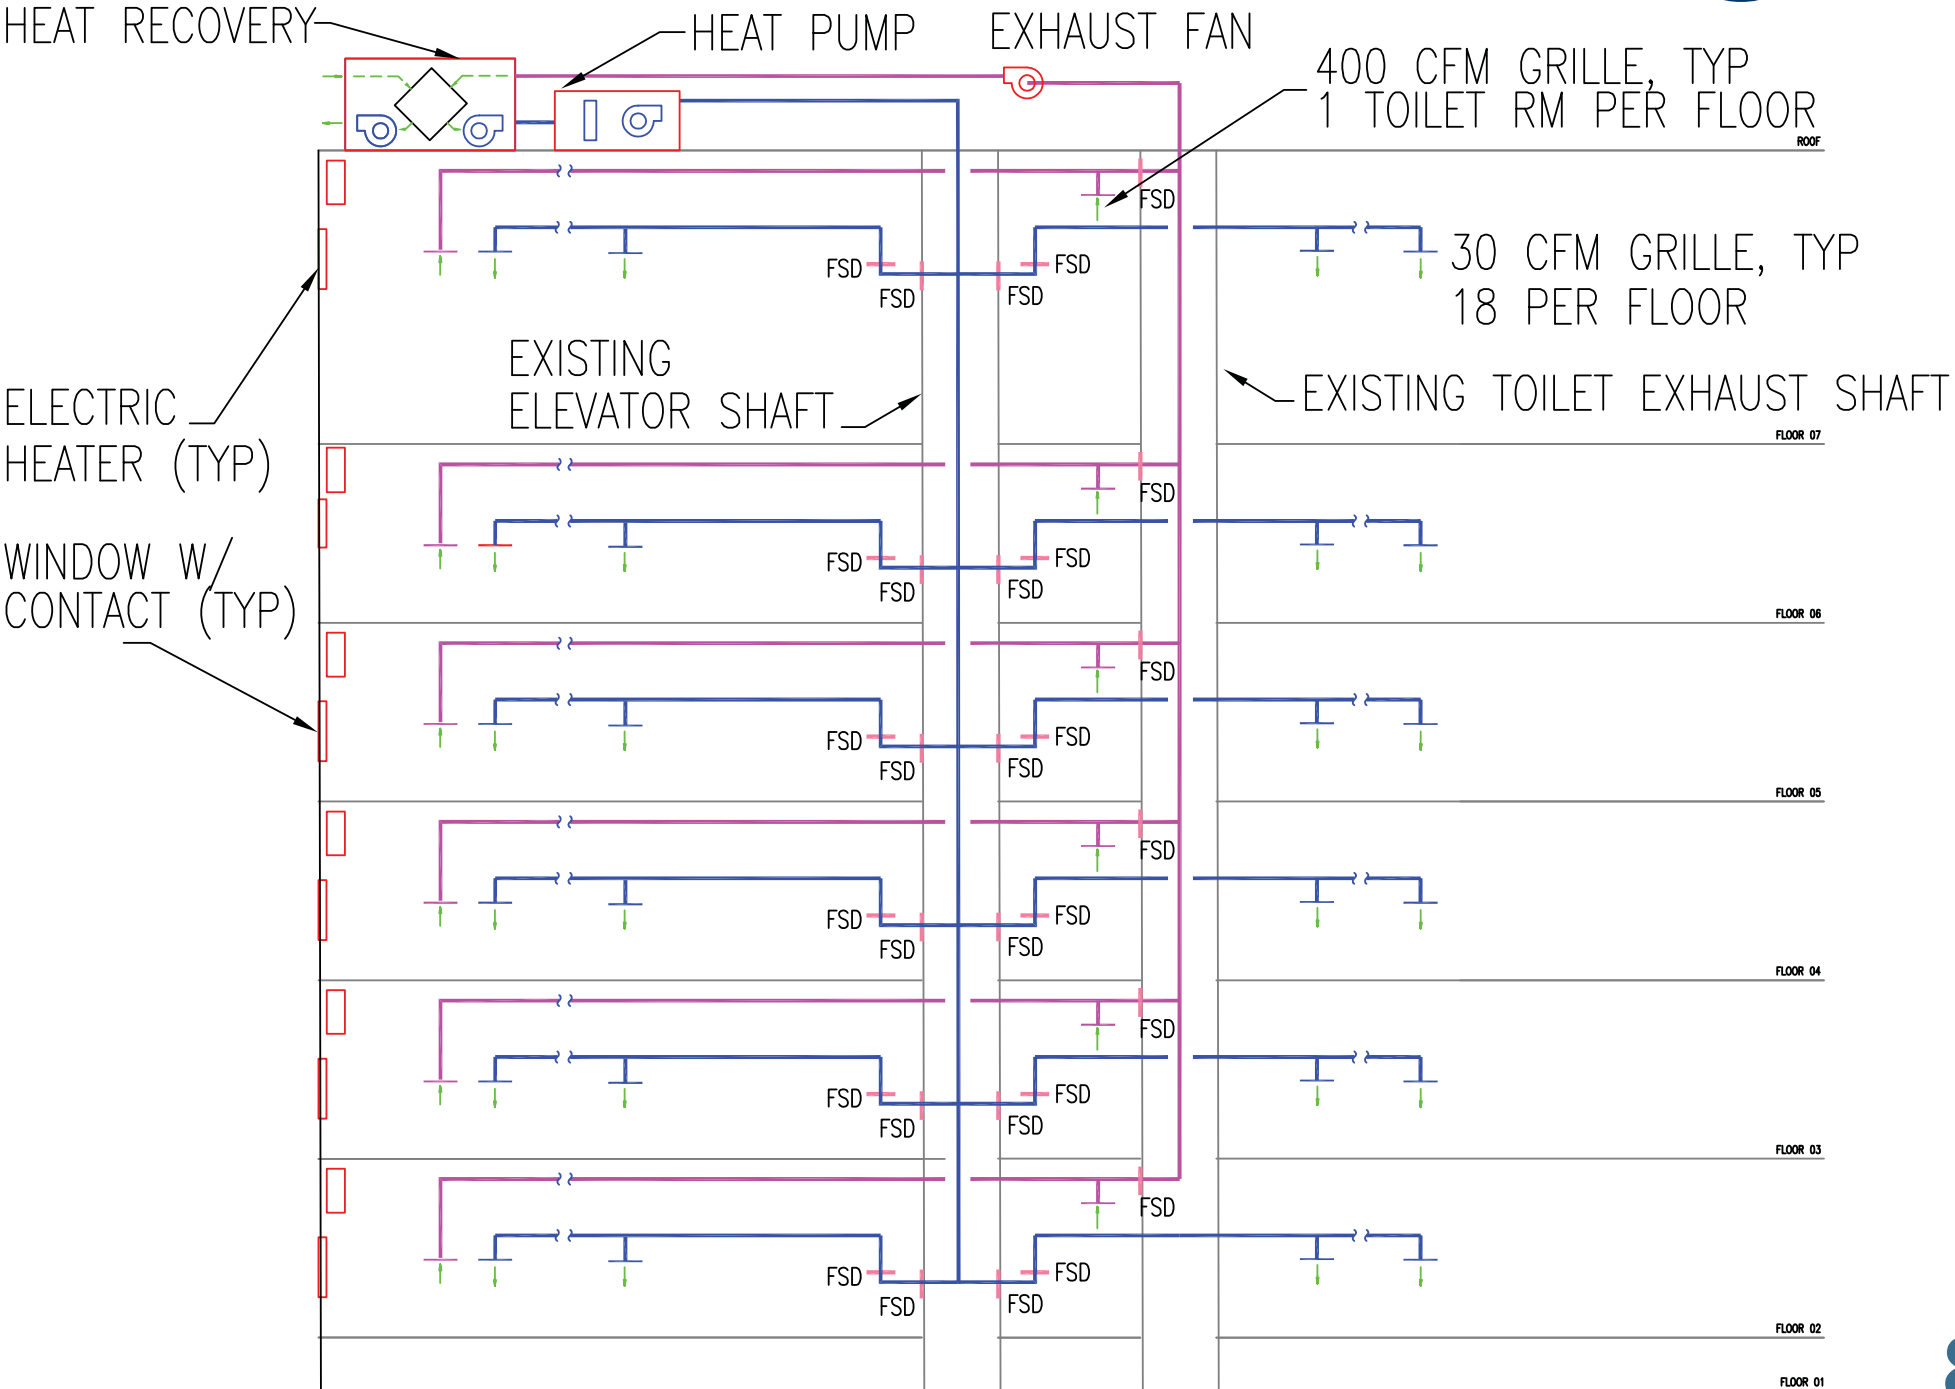 HEAT RECOVERY
HEAT PUMP
EXHAUST FAN
400 CFM GRILLE, TYP
1 TOILET RM PER FLOOR
ROOF
FSD
30 CFM GRILLE, TYP
18 PER FLOOR
FSD
FSD
FSD
FSD
EXISTING
ELEVATOR SHAFT
EXISTING TOILET EXHAUST SHAFT
ELECTRIC
HEATER (TYP)
FLOOR 07
FSD
FSD
FSD
FSD
FSD
WINDOW W/
CONTACT (TYP)
FLOOR 06
FSD
FSD
FSD
FSD
FSD
FLOOR 05
FSD
FSD
FSD
FSD
FSD
FLOOR 04
FSD
FSD
FSD
FSD
FSD
FLOOR 03
FSD
FSD
FSD
FSD
FSD
FLOOR 02
FLOOR 01